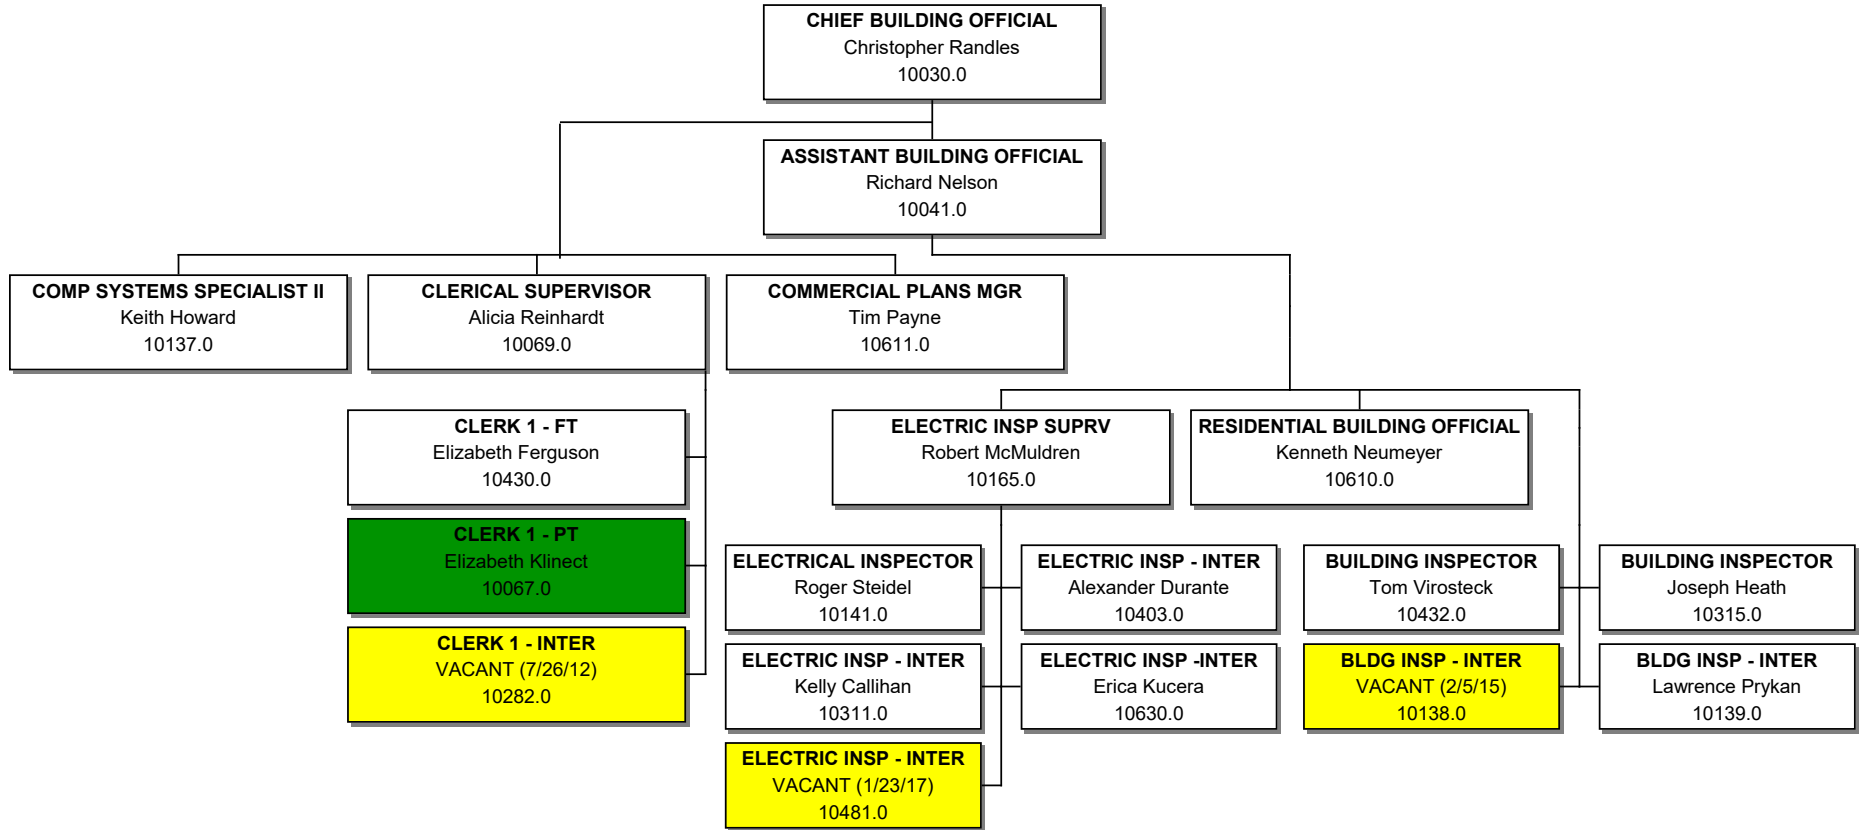 CHIEF BUILDING OFFICIAL
Christopher Randles
10030.0
ASSISTANT BUILDING OFFICIAL
Richard Nelson
10041.0
COMP SYSTEMS SPECIALIST II
Keith Howard
10137.0
CLERICAL SUPERVISOR
Alicia Reinhardt
10069.0
COMMERCIAL PLANS MGR
Tim Payne
10611.0
CLERK 1 - FT
Elizabeth Ferguson
10430.0
CLERK 1 - PT
Elizabeth Klinect
10067.0
CLERK 1 - INTER
VACANT (7/26/12)
10282.0
ELECTRIC INSP SUPRV
Robert McMuldren
10165.0
RESIDENTIAL BUILDING OFFICIAL
Kenneth Neumeyer
10610.0
ELECTRICAL INSPECTOR
Roger Steidel
10141.0
ELECTRIC INSP - INTER
Alexander Durante
10403.0
ELECTRIC INSP - INTER
Kelly Callihan
10311.0
ELECTRIC INSP -INTER
Erica Kucera
10630.0
ELECTRIC INSP - INTER
VACANT (1/23/17)
10481.0
BUILDING INSPECTOR
Tom Virosteck
10432.0
BUILDING INSPECTOR
Joseph Heath
10315.0
BLDG INSP - INTER
VACANT (2/5/15)
10138.0
BLDG INSP - INTER
Lawrence Prykan
10139.0